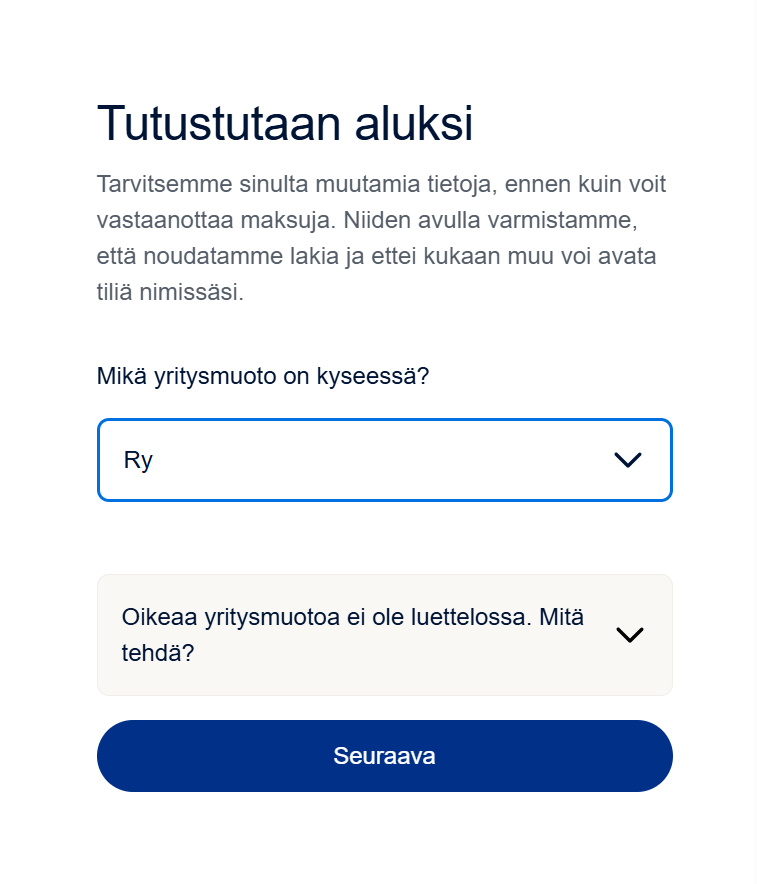 Tutustutaan aluksi
Tarvitsemme sinulta muutamia tietoja, ennen kuin voit
vastaanottaa maksuja. Niiden avulla varmistamme,
että noudatamme lakia ja ettei kukaan muu voi avata
tiliä nimissäsi.
Mikä yritysmuoto on kyseessä?
Ry
Oikeaa yritysmuotoa ei ole luettelossa. Mitä
tehdä?
Seuraava